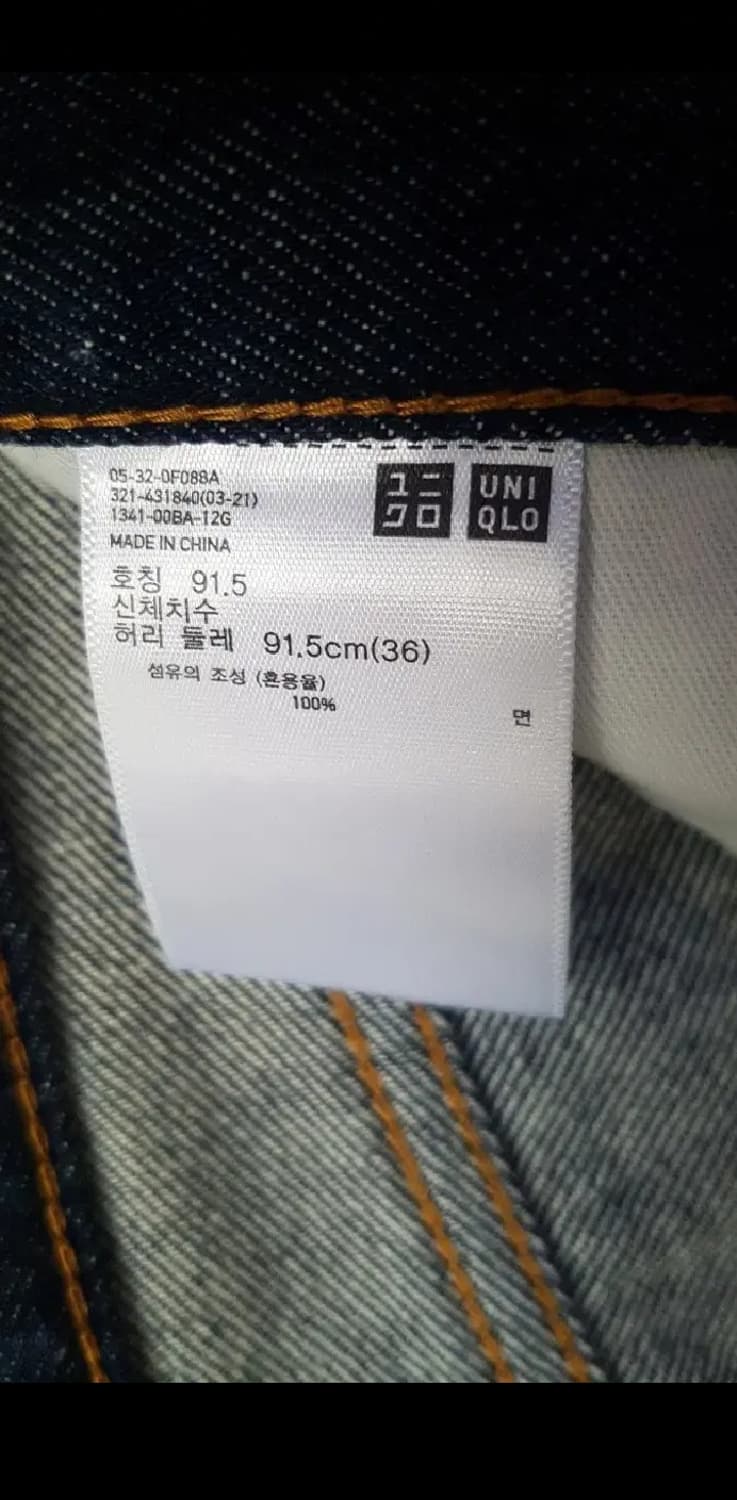 05-32-0F08BA
321-431840(03-21)
1341-00BA-12G
MADE IN CHINA
ユニ
クロ
UNI
QLO
호칭 91.5
신체치수
허리 둘레 91.5cm(36)
섬유의 조성 (혼용율)
100% 면